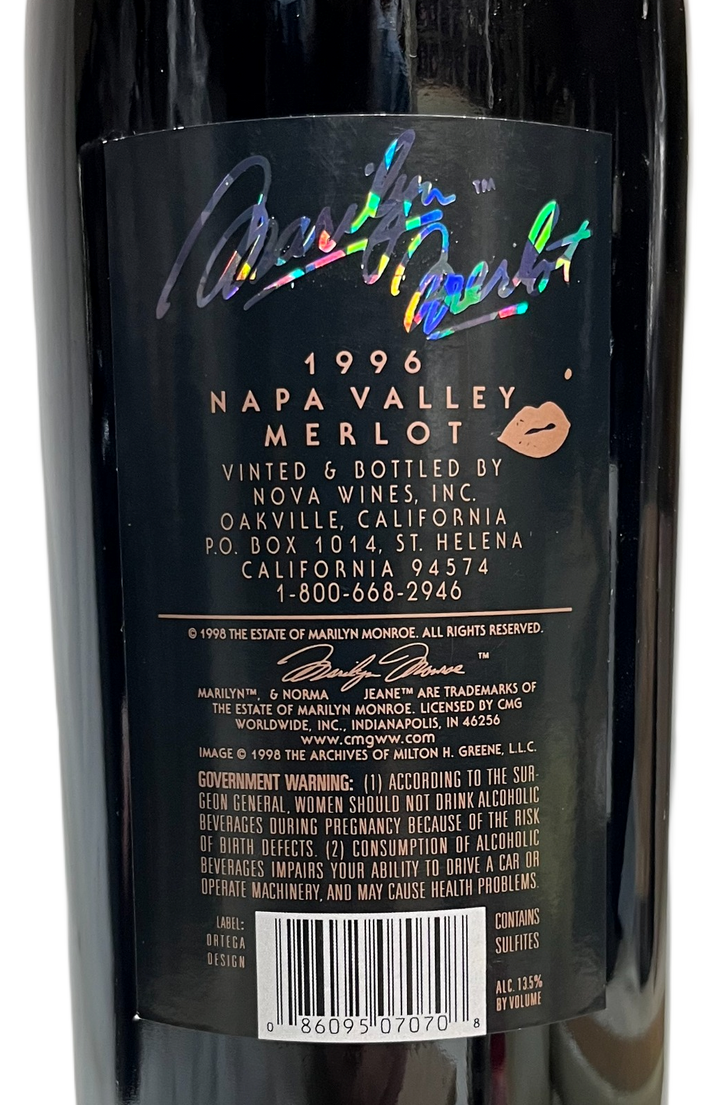 Marilyn ™
Merlot
1996
NAPA VALLEY
MERLOT
VINTED & BOTTLED BY
NOVA WINES, INC.
OAKVILLE, CALIFORNIA
P.O. BOX 1014, ST. HELENA
CALIFORNIA 94574
1-800-668-2946
© 1998 THE ESTATE OF MARILYN MONROE. ALL RIGHTS RESERVED.
Marilyn Monroe ™
MARILYN™, & NORMA JEANE™ ARE TRADEMARKS OF
THE ESTATE OF MARILYN MONROE. LICENSED BY CMG
WORLDWIDE, INC., INDIANAPOLIS, IN 46256
www.cmgww.com
IMAGE © 1998 THE ARCHIVES OF MILTON H. GREENE, L.L.C.
GOVERNMENT WARNING: (1) ACCORDING TO THE SUR-
GEON GENERAL, WOMEN SHOULD NOT DRINK ALCOHOLIC
BEVERAGES DURING PREGNANCY BECAUSE OF THE RISK
OF BIRTH DEFECTS. (2) CONSUMPTION OF ALCOHOLIC
BEVERAGES IMPAIRS YOUR ABILITY TO DRIVE A CAR OR
OPERATE MACHINERY, AND MAY CAUSE HEALTH PROBLEMS.
LABEL:
ORTEGA
DESIGN
0 86095 07070 8
CONTAINS
SULFITES
ALC. 13.5%
BY VOLUME